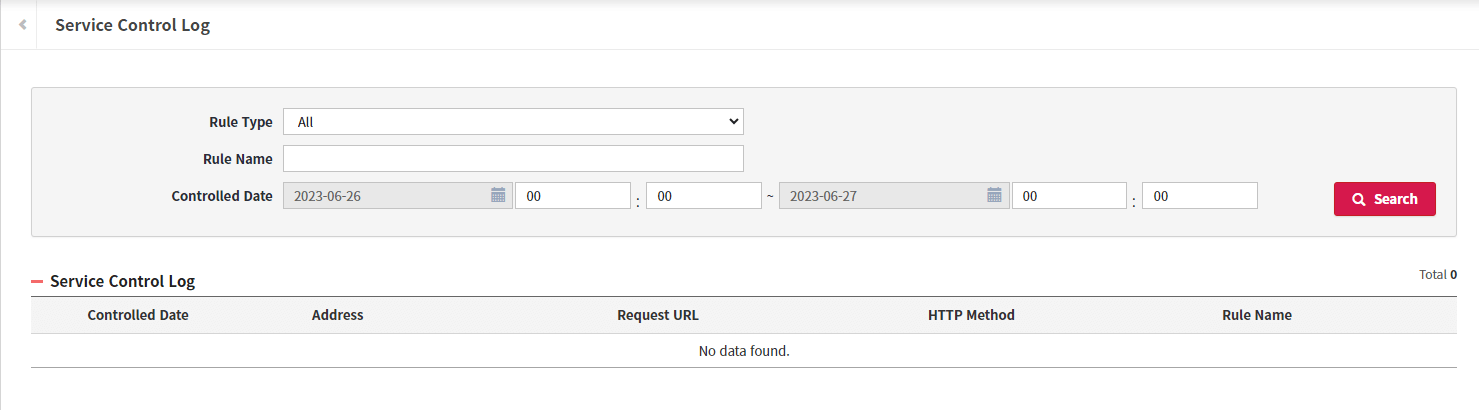 Service Control Log
Rule Type All
Rule Name
Controlled Date 2023-06-26 00 : 00 ~ 2023-06-27 00 : 00 Search
Service Control Log Total 0
Controlled Date Address Request URL HTTP Method Rule Name
No data found.